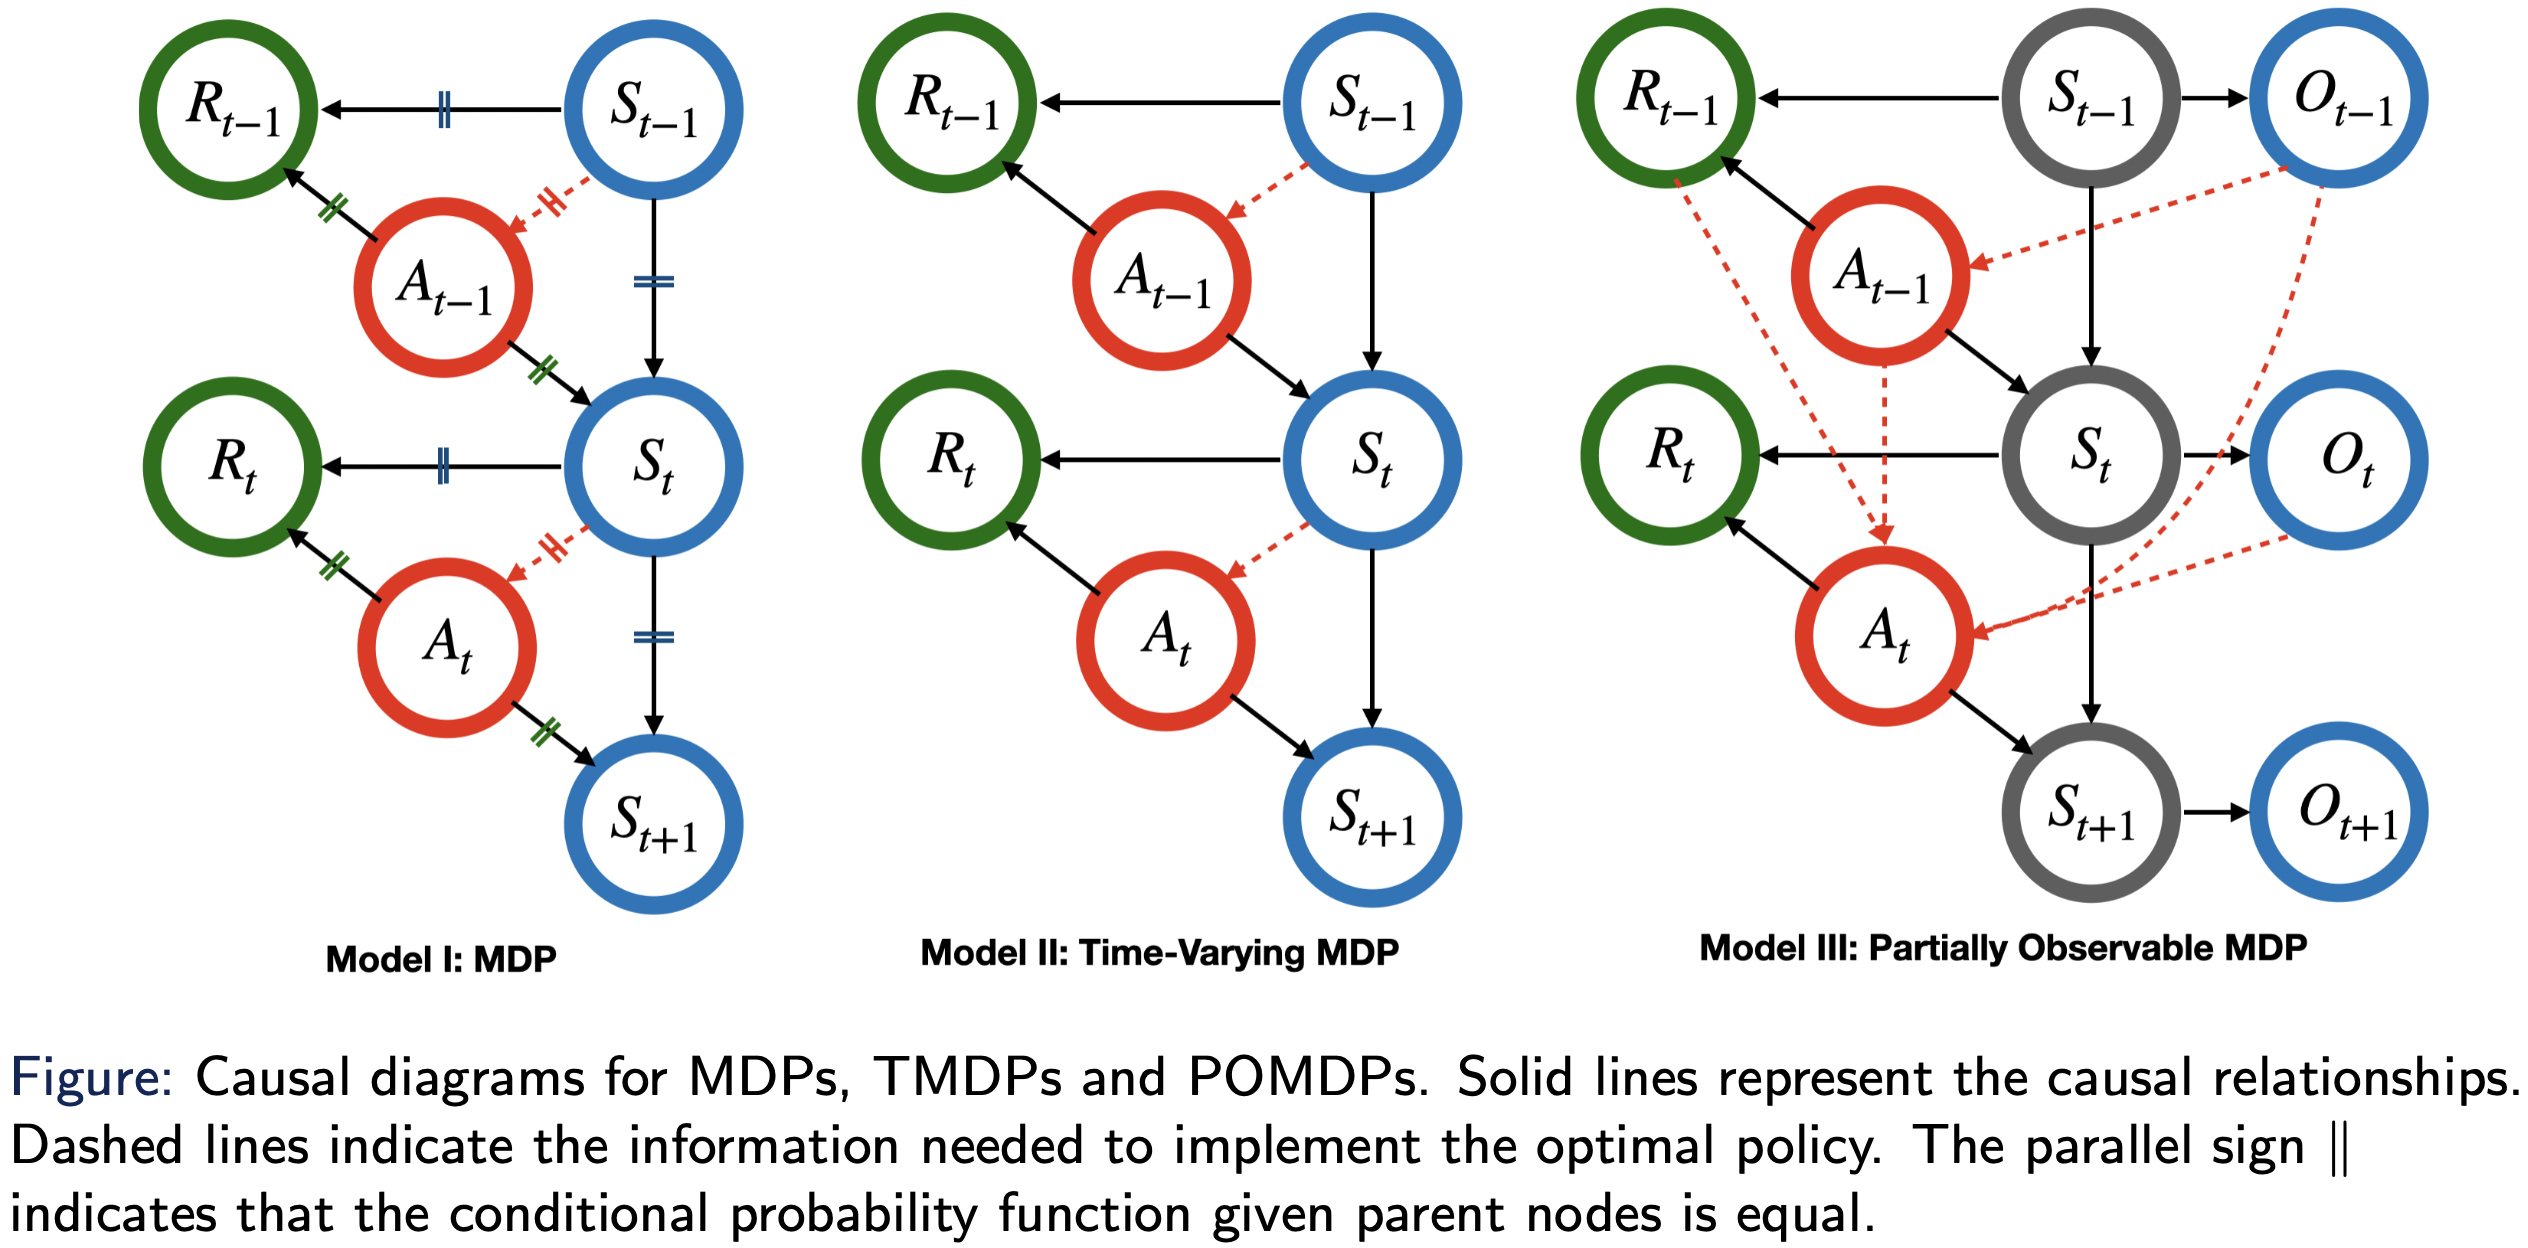 R_{t-1} S_{t-1} R_{t-1} S_{t-1} R_{t-1} S_{t-1} O_{t-1}
A_{t-1} A_{t-1} A_{t-1}
R_t S_t R_t S_t R_t S_t O_t
A_t A_t A_t
S_{t+1} S_{t+1} S_{t+1} O_{t+1}
Model I: MDP Model II: Time-Varying MDP Model III: Partially Observable MDP
Figure: Causal diagrams for MDPs, TMDPs and POMDPs. Solid lines represent the causal relationships.
Dashed lines indicate the information needed to implement the optimal policy. The parallel sign ∥
indicates that the conditional probability function given parent nodes is equal.